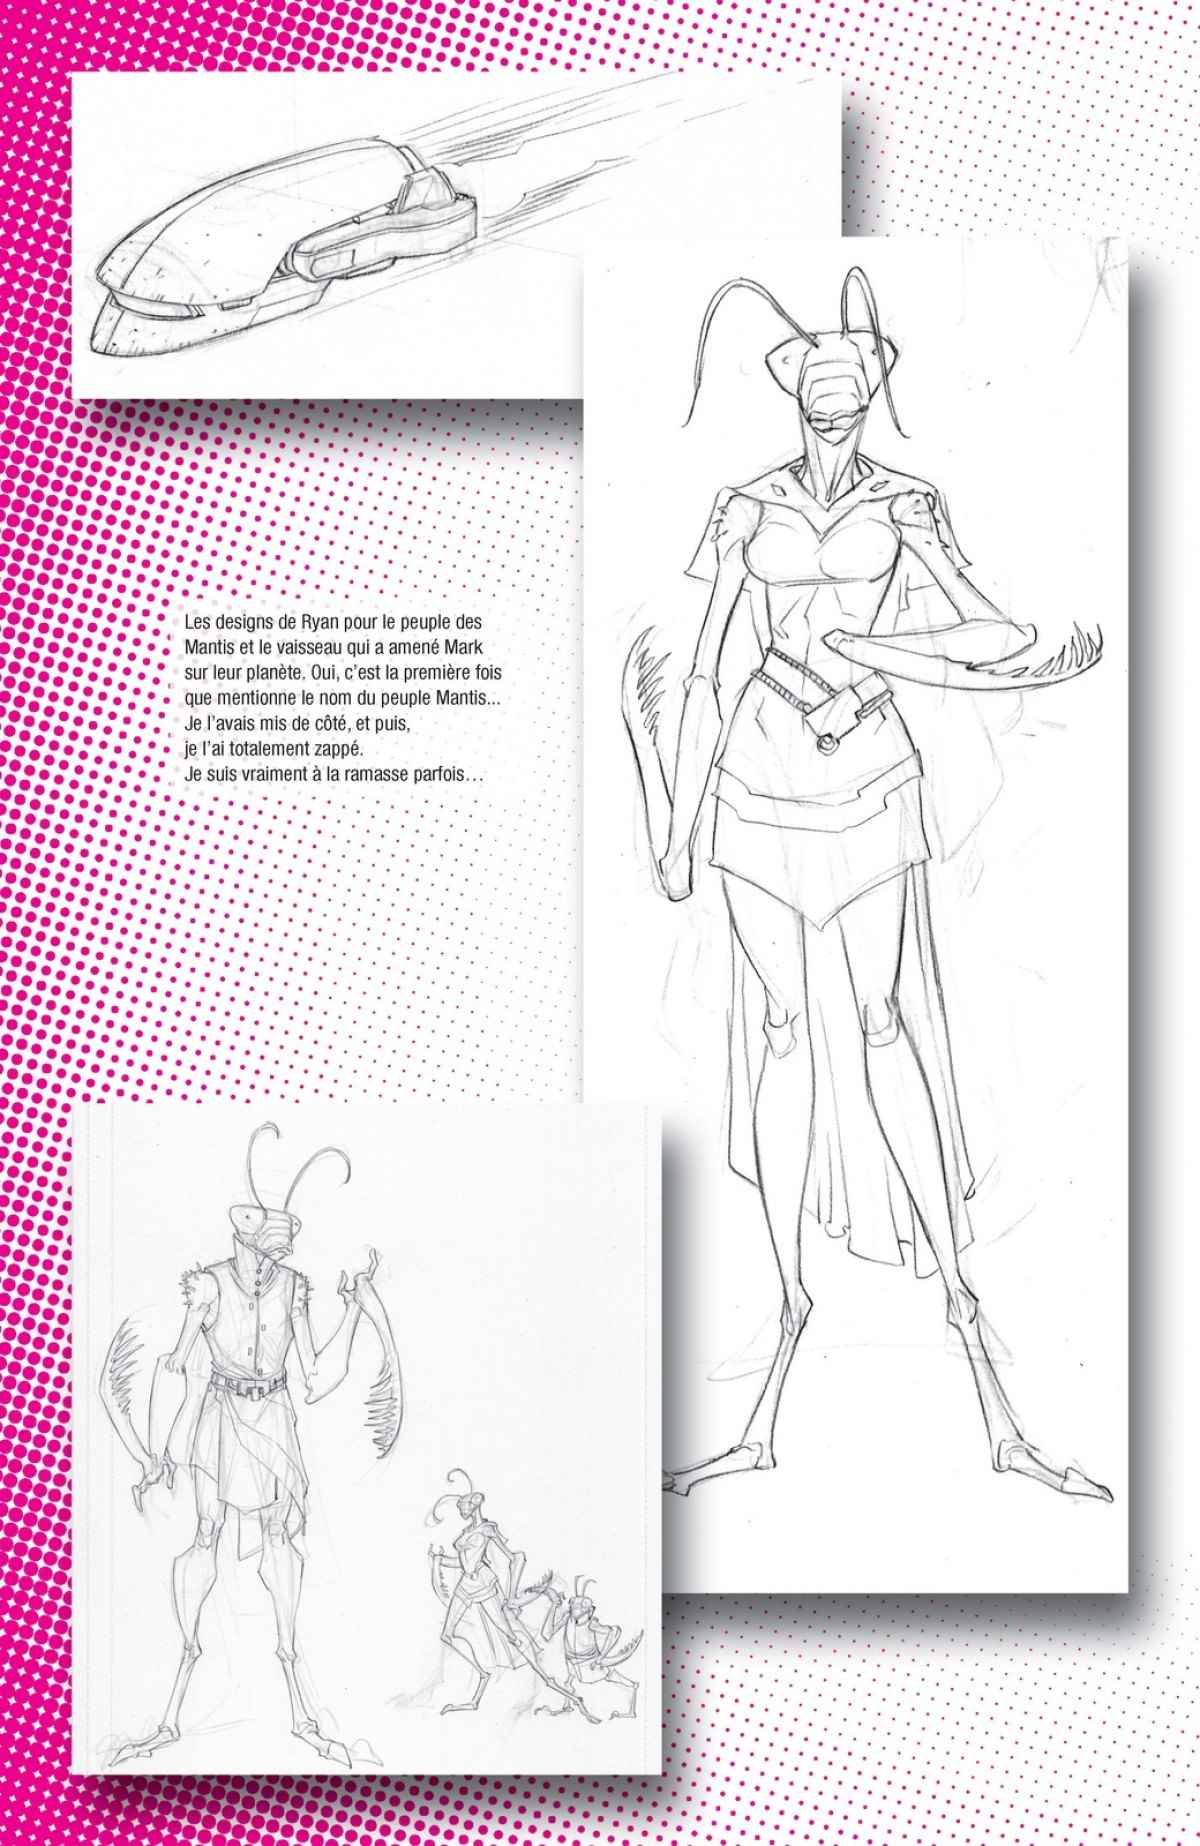 Les designs de Ryan pour le peuple des
Mantis et le vaisseau qui a amené Mark
sur leur planète. Oui, c'est la première fois
que mentionne le nom du peuple Mantis...
Je l'avais mis de côté, et puis,
je l'ai totalement zappé.
Je suis vraiment à la ramasse parfois...